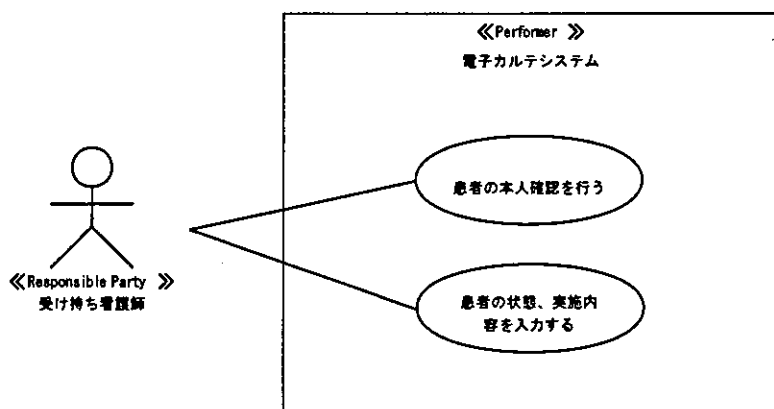 ≪Performer ≫
電子カルテシステム
患者の本人確認を行う
≪Responsible Party ≫
受け持ち看護師
患者の状態、実施内
容を入力する